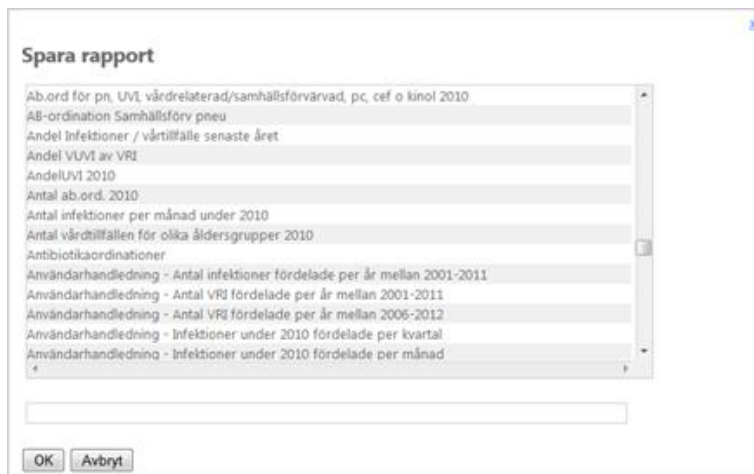 x
Spara rapport
Ab.ord för pn, UVI, vårdrelaterad/samhällsförvärvad, pc, cef o kinol 2010
AB-ordination Samhällsförv pneu
Andel Infektioner / vårtillfälle senaste året
Andel VUVI av VRI
AndelUVI 2010
Antal ab.ord. 2010
Antal infektioner per månad under 2010
Antal vårdtillfällen för olika åldersgrupper 2010
Antibiotikaordinationer
Användarhandledning - Antal infektioner fördelade per år mellan 2001-2011
Användarhandledning - Antal VRI fördelade per år mellan 2001-2011
Användarhandledning - Antal VRI fördelade per år mellan 2006-2012
Användarhandledning - Infektioner under 2010 fördelade per kvartal
Användarhandledning - Infektioner under 2010 fördelade per månad
OK Avbryt